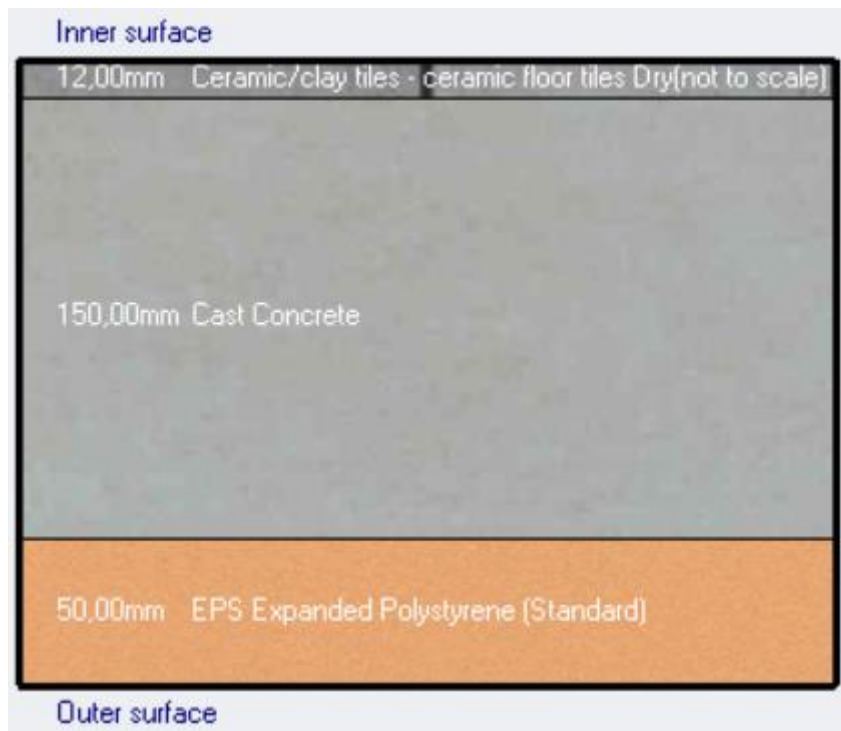 Inner surface
12,00mm Ceramic/clay tiles - ceramic floor tiles Dry(not to scale)
150,00mm Cast Concrete
50,00mm EPS Expanded Polystyrene (Standard)
Outer surface